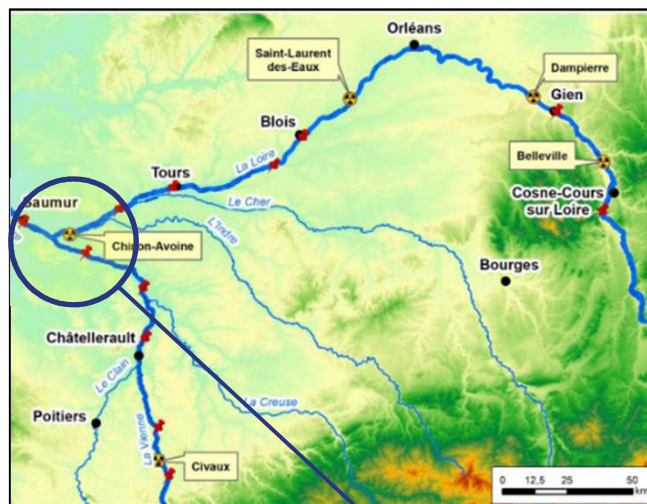 Orléans
Saint-Laurent
des-Eaux
Dampierre
Gien
Blois
La Loire
Belleville
Tours
Saumur
Le Cher
Cosne-Cours
sur Loire
L'Indre
Chinon-Avoine
Bourges
Châtellerault
Le Clain
La Creuse
Poitiers
La Vienne
Civaux
0 12,5 25 50
km